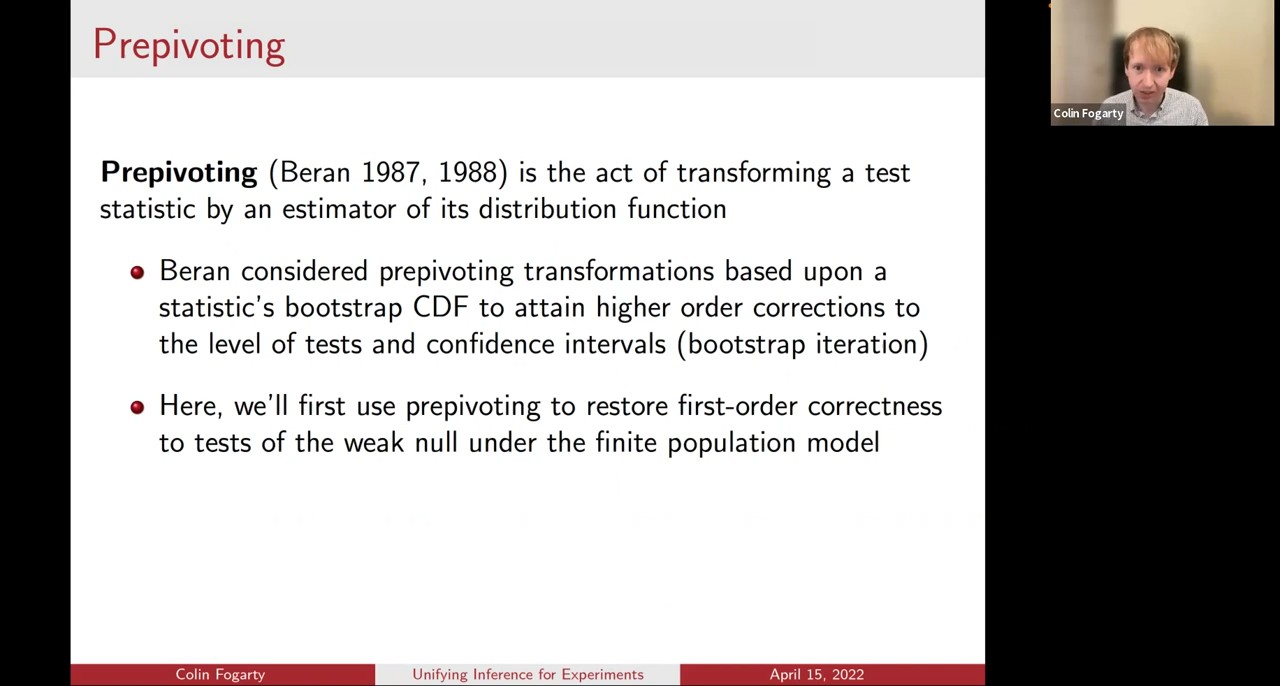 Prepivoting
Colin Fogarty
Prepivoting (Beran 1987, 1988) is the act of transforming a test
statistic by an estimator of its distribution function
Beran considered prepivoting transformations based upon a
statistic's bootstrap CDF to attain higher order corrections to
the level of tests and confidence intervals (bootstrap iteration)
Here, we'll first use prepivoting to restore first-order correctness
to tests of the weak null under the finite population model
Colin Fogarty
Unifying Inference for Experiments
April 15, 2022